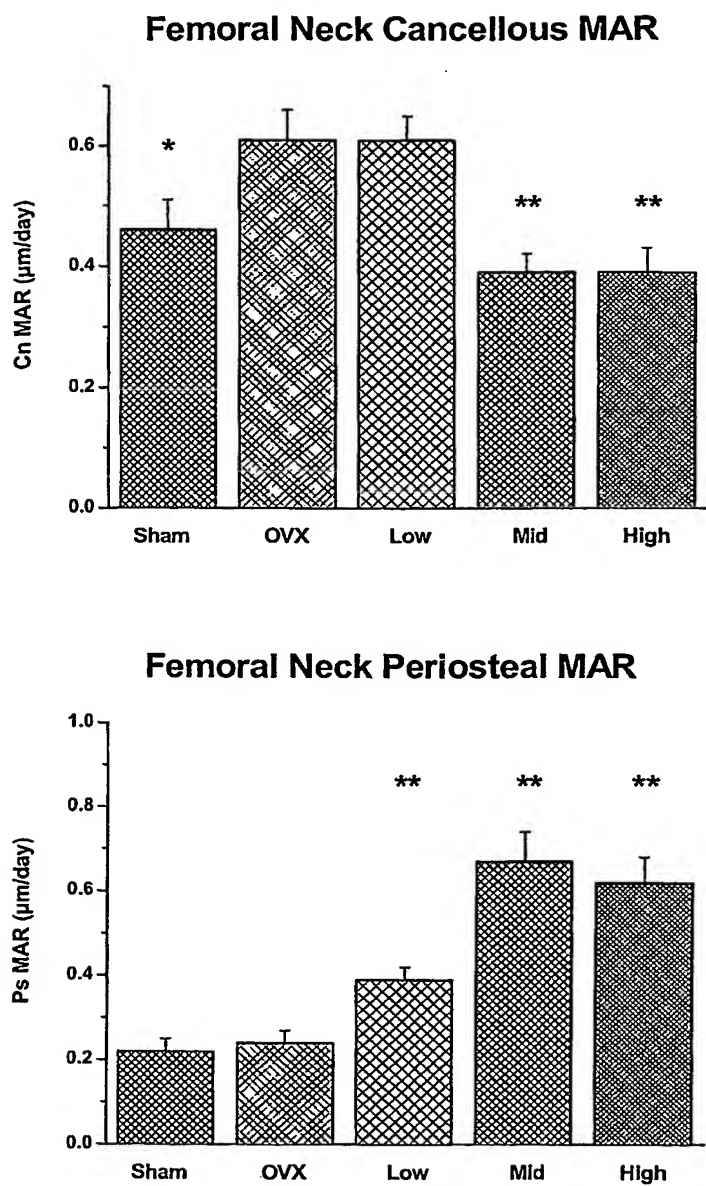 Femoral Neck Cancellous MAR
Cn MAR (µm/day)
0.6
0.4
0.2
0.0
*
**
**
Sham OVX Low Mid High
Femoral Neck Periosteal MAR
Ps MAR (µm/day)
1.0
0.8
0.6
0.4
0.2
0.0
**
**
**
Sham OVX Low Mid High